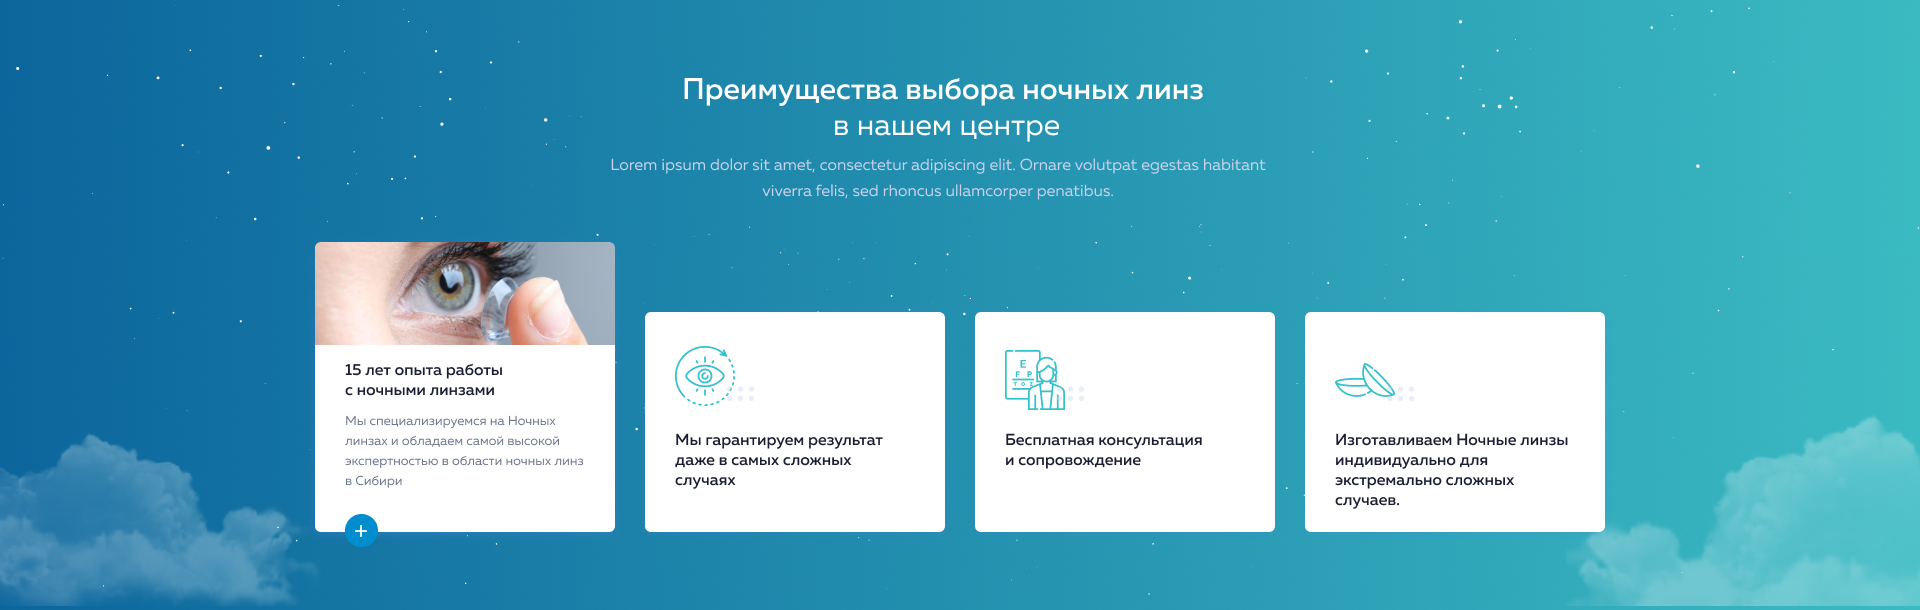 Преимущества выбора ночных линз
в нашем центре
Lorem ipsum dolor sit amet, consectetur adipiscing elit. Ornare volutpat egestas habitant
viverra felis, sed rhoncus ullamcorper penatibus.
15 лет опыта работы
с ночными линзами
Мы специализируемся на Ночных
линзах и обладаем самой высокой
экспертностью в области ночных линз
в Сибири
+
Мы гарантируем результат
даже в самых сложных
случаях
E
F P
T O Z
Бесплатная консультация
и сопровождение
Изготавливаем Ночные линзы
индивидуально для
экстремально сложных
случаев.